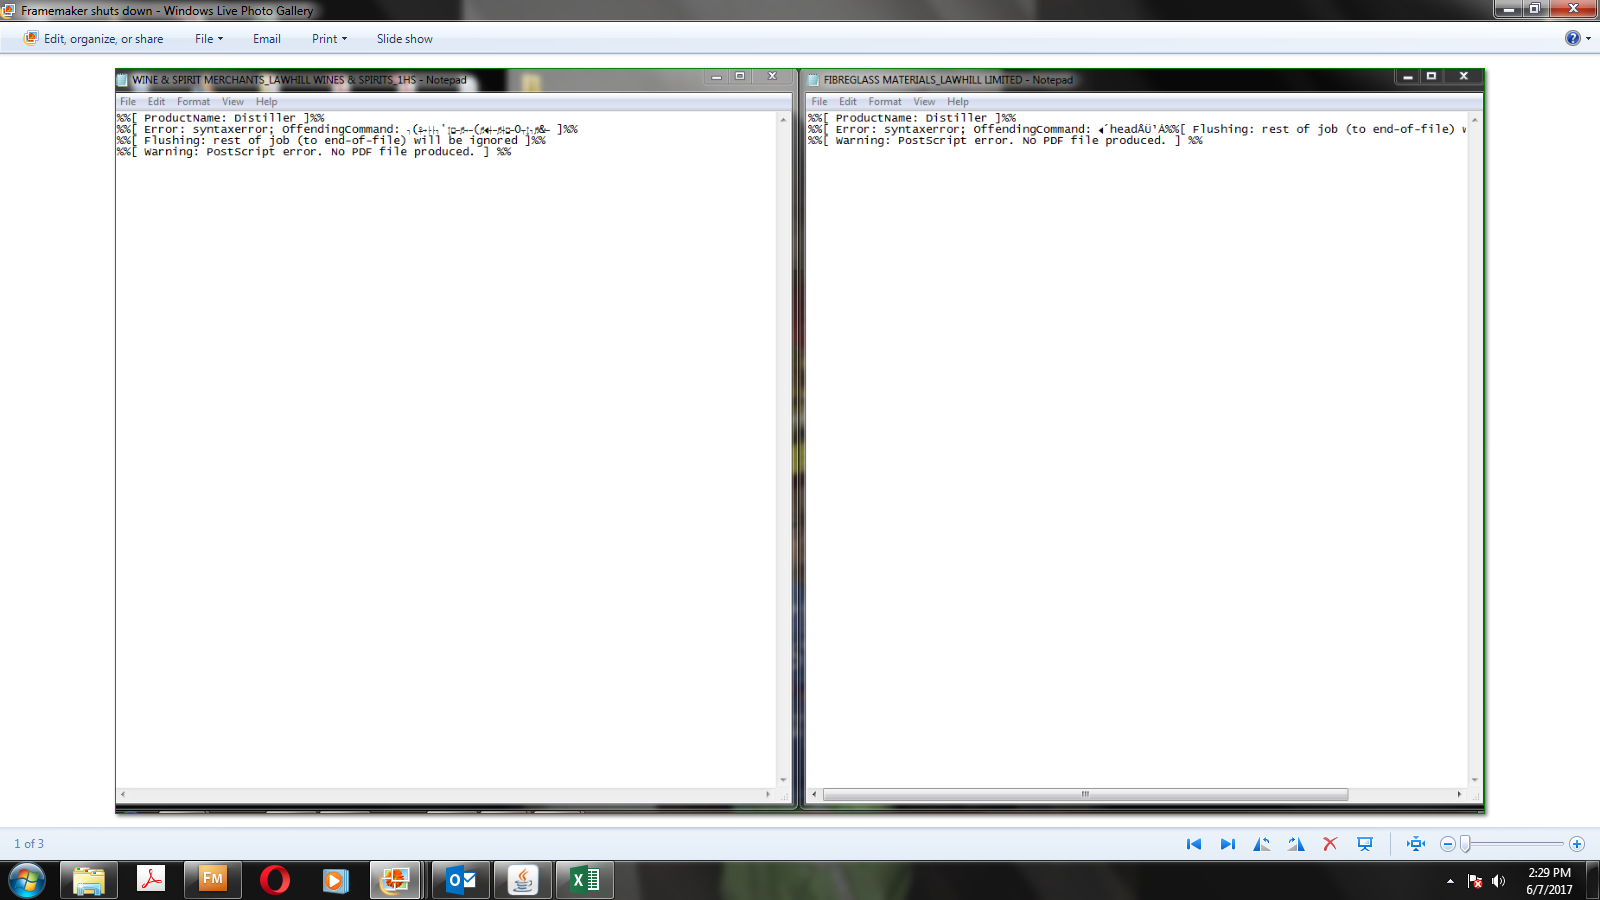 Framemaker shuts down - Windows Live Photo Gallery
Edit, organize, or share File Email Print Slide show
WINE & SPIRIT MERCHANTS_LAWHILL WINES & SPIRITS_1HS - Notepad
File Edit Format View Help
%%[ ProductName: Distiller ]%%
%%[ Error: syntaxerror; OffendingCommand: ]%%
%%[ Flushing: rest of job (to end-of-file) will be ignored ]%%
%%[ Warning: PostScript error. No PDF file produced. ] %%
FIBREGLASS MATERIALS_LAWHILL LIMITED - Notepad
File Edit Format View Help
%%[ ProductName: Distiller ]%%
%%[ Error: syntaxerror; OffendingCommand: ´headÄÜ'Á%%[ Flushing: rest of job (to end-of-file) w
%%[ Warning: PostScript error. No PDF file produced. ] %%
1 of 3
FM
2:29 PM
6/7/2017